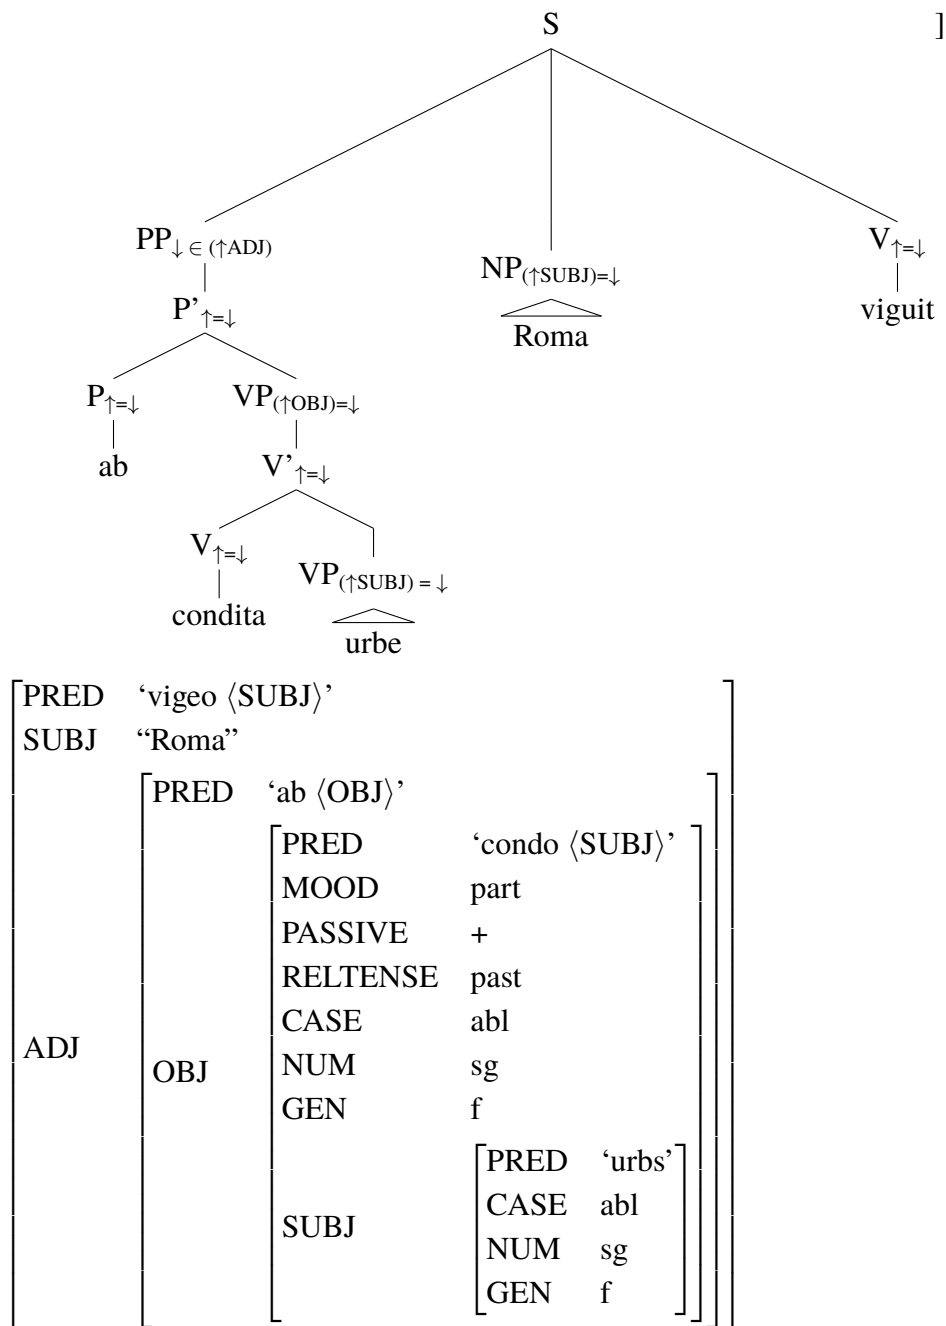 S ]
PP↓ ∈ (↑ADJ) NP(↑SUBJ)=↓ V↑=↓
P’↑=↓ Roma viguit
P↑=↓ VP(↑OBJ)=↓
ab V’↑=↓
V↑=↓ VP(↑SUBJ) = ↓
condita urbe
PRED ‘vigeo ⟨SUBJ⟩’
SUBJ “Roma”
PRED ‘ab ⟨OBJ⟩’
PRED ‘condo ⟨SUBJ⟩’
MOOD part
PASSIVE +
RELTENSE past
CASE abl
ADJ
OBJ NUM sg
GEN f
PRED ‘urbs’
CASE abl
SUBJ
NUM sg
GEN f